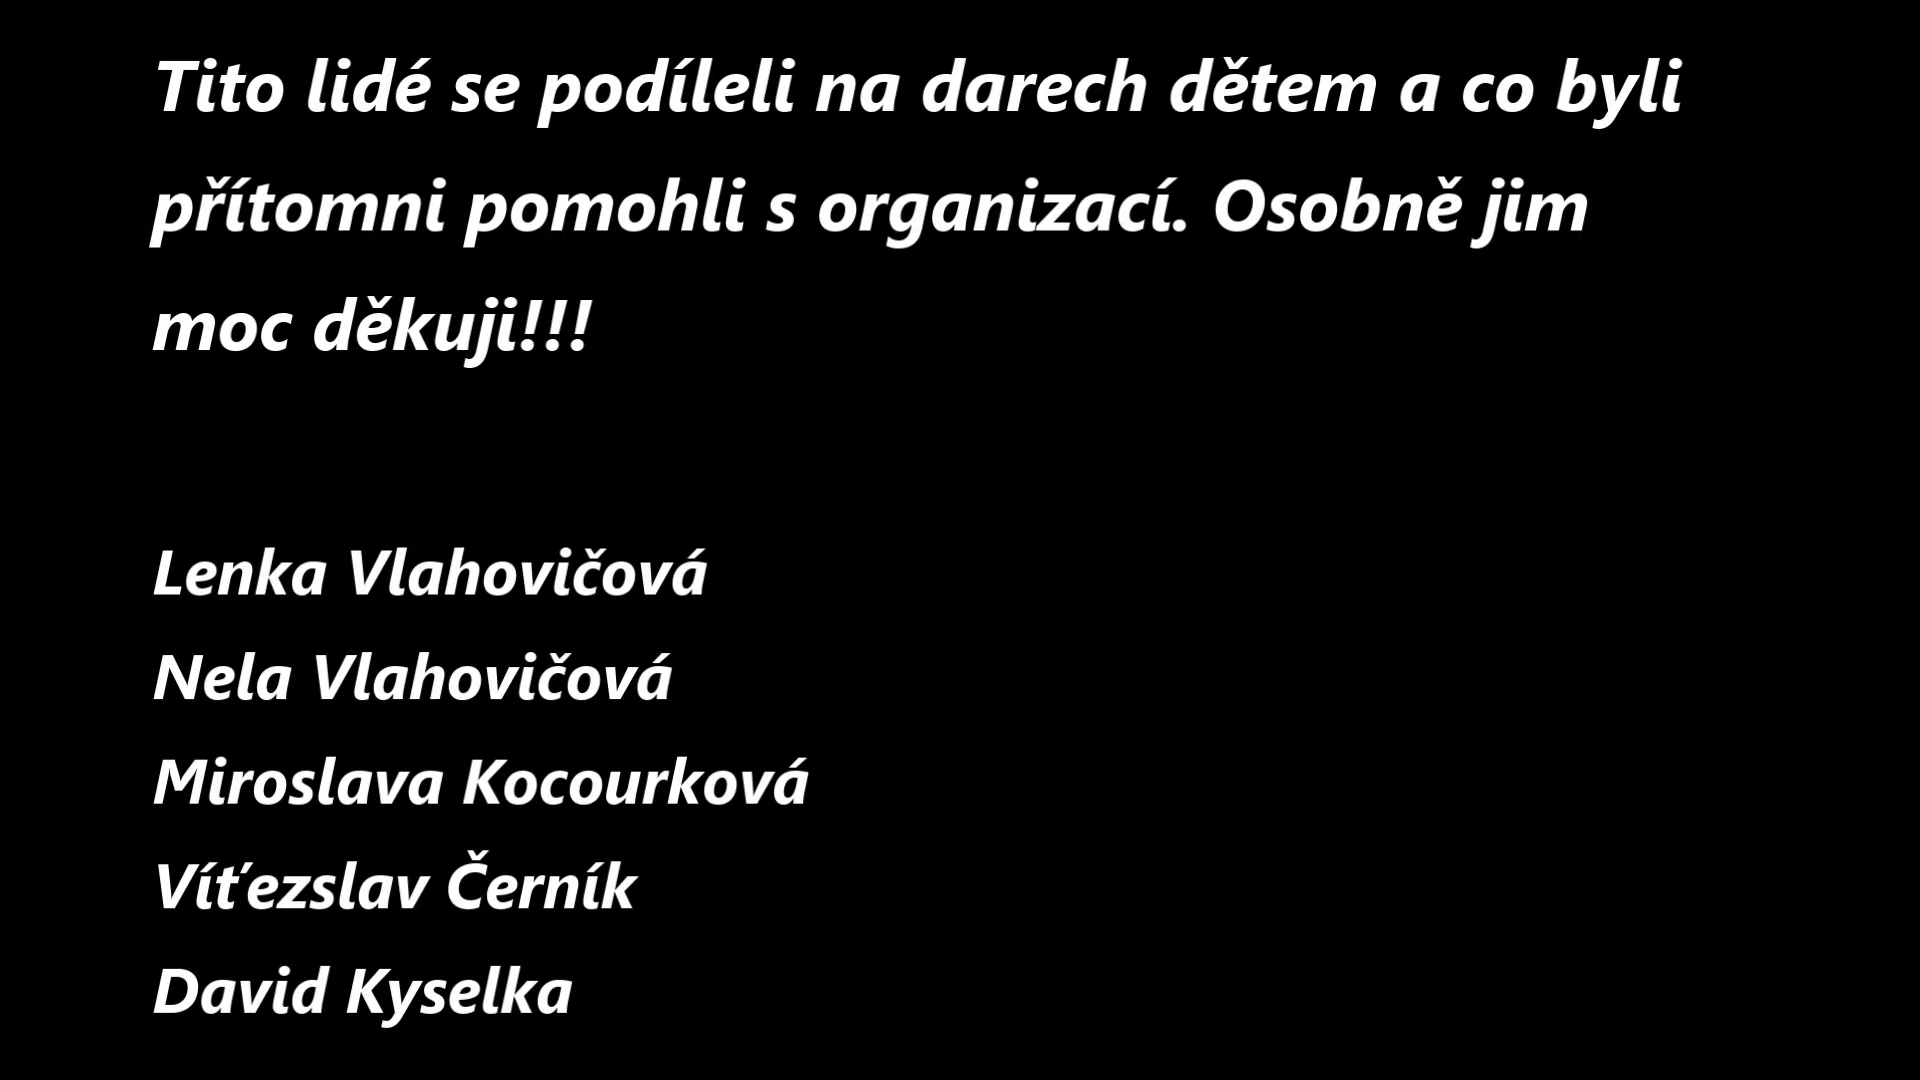 Tito lidé se podíleli na darech dětem a co byli
přítomni pomohli s organizací. Osobně jim
moc děkuji!!!
Lenka Vlahovičová
Nela Vlahovičová
Miroslava Kocourková
Víťezslav Černík
David Kyselka